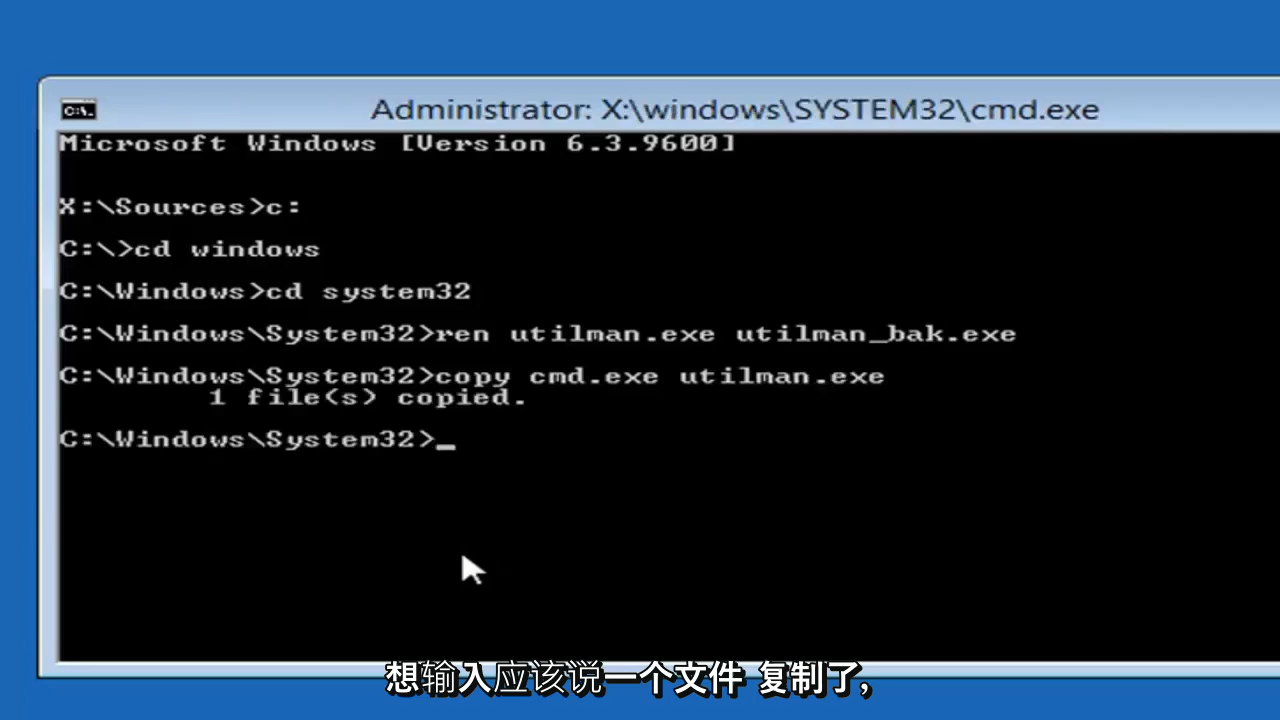 C:\.
Administrator: X:\windows\SYSTEM32\cmd.exe
Microsoft Windows [Version 6.3.9600]
X:\Sources>c:
C:\>cd windows
C:\Windows>cd system32
C:\Windows\System32>ren utilman.exe utilman_bak.exe
C:\Windows\System32>copy cmd.exe utilman.exe
1 file(s) copied.
C:\Windows\System32>_
想输入应该说一个文件 复制了,